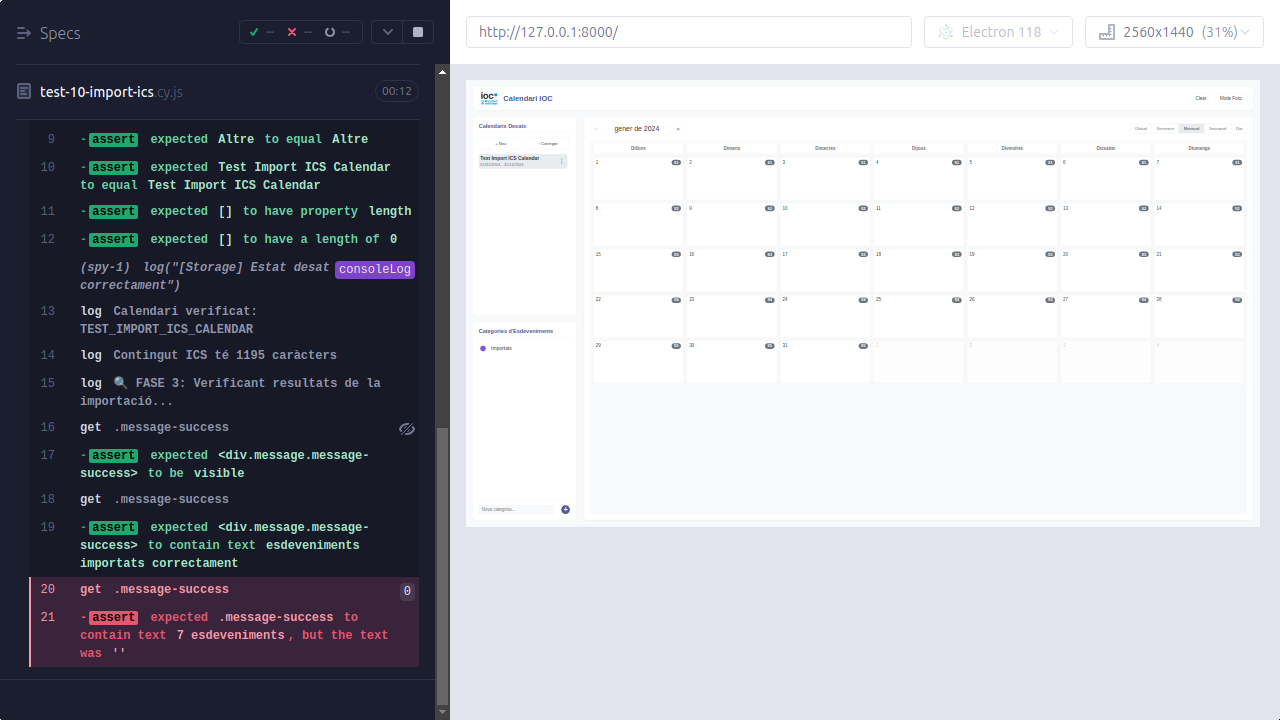 Specs
--
--
--
http://127.0.0.1:8000/
Electron 118
2560x1440 (31%)
test-10-import-ics.cy.js
00:12
9 -assert expected Altre to equal Altre
10 -assert expected Test Import ICS Calendar
to equal Test Import ICS Calendar
11 -assert expected [] to have property length
12 -assert expected [] to have a length of 0
(spy-1) log("[Storage] Estat desat consoleLog
correctament")
13 log Calendari verificat:
TEST_IMPORT_ICS_CALENDAR
14 log Contingut ICS té 1195 caràcters
15 log 🔍 FASE 3: Verificant resultats de la
importació...
16 get .message-success
17 -assert expected <div.message.message-
success> to be visible
18 get .message-success
19 -assert expected <div.message.message-
success> to contain text esdeveniments
importats correctament
20 get .message-success 0
21 -assert expected .message-success to
contain text 7 esdeveniments, but the text
was ''
ioc
Calendari IOC
Clear
Mode Fosc
Calendaris Desats
+ Nou
Carregar
Test Import ICS Calendar
‹ gener de 2024 ›
Global Semestre Mensual Setmanal Dia
Dilluns Dimarts Dimecres Dijous Divendres Dissabte Diumenge
1 2 3 4 5 6 7
8 9 10 11 12 13 14
15 16 17 18 19 20 21
22 23 24 25 26 27 28
29 30 31 1 2 3 4
Categories d'Esdeveniments
Importats
Nova categoria...
+